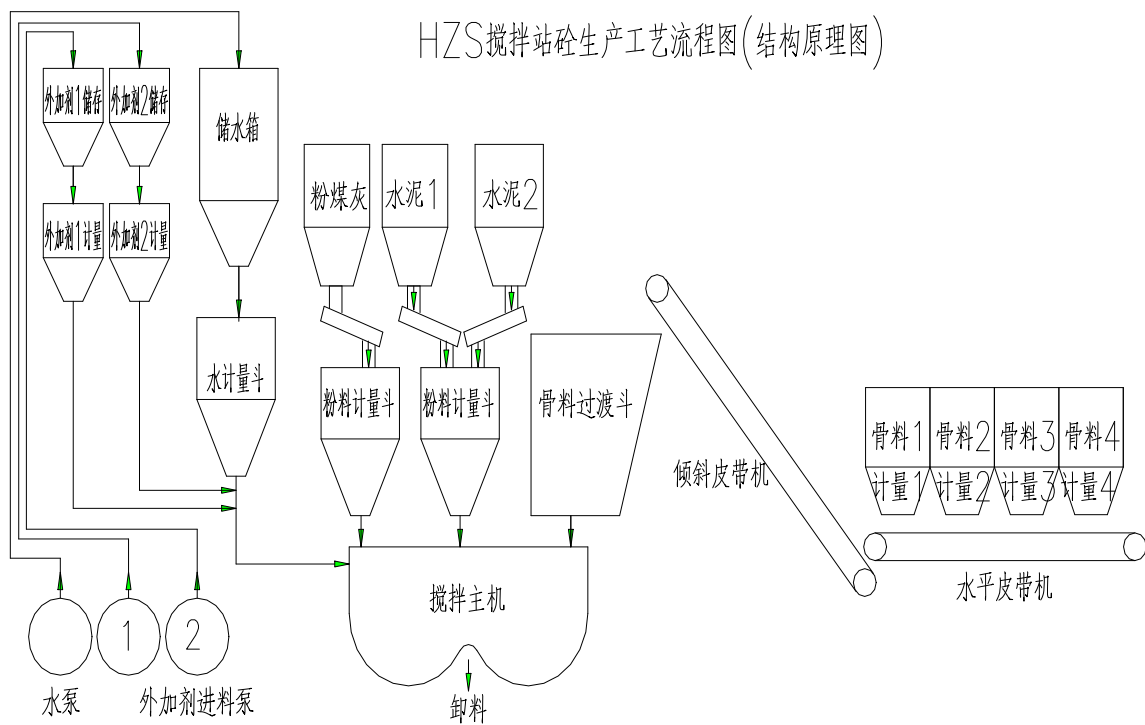 HZS搅拌站砼生产工艺流程图(结构原理图)
外加剂1储存
外加剂2储存
储水箱
粉煤灰
水泥1
水泥2
外加剂1计量
外加剂2计量
水计量斗
粉料计量斗
粉料计量斗
骨料过渡斗
倾斜皮带机
骨料1
骨料2
骨料3
骨料4
计量1
计量2
计量3
计量4
水平皮带机
搅拌主机
1
2
水泵
外加剂进料泵
卸料